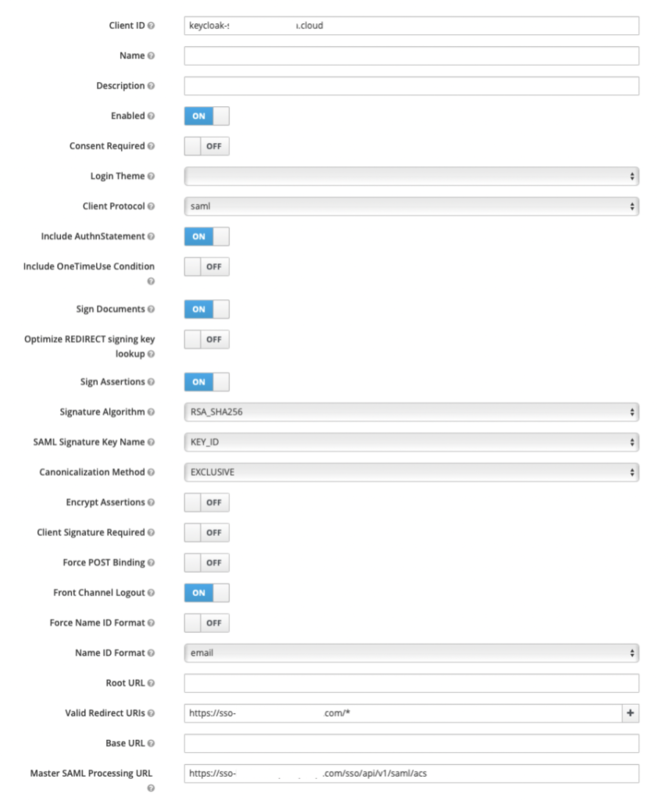 Client ID
keycloak-
.cloud
Name
Description
Enabled
ON
Consent Required
OFF
Login Theme
Client Protocol
saml
Include AuthnStatement
ON
Include OneTimeUse Condition
OFF
Sign Documents
ON
Optimize REDIRECT signing key
lookup
OFF
Sign Assertions
ON
Signature Algorithm
RSA_SHA256
SAML Signature Key Name
KEY_ID
Canonicalization Method
EXCLUSIVE
Encrypt Assertions
OFF
Client Signature Required
OFF
Force POST Binding
OFF
Front Channel Logout
ON
Force Name ID Format
OFF
Name ID Format
email
Root URL
Valid Redirect URIs
https://sso-
com/*
+
Base URL
Master SAML Processing URL
https://sso-
.com/sso/api/v1/saml/acs